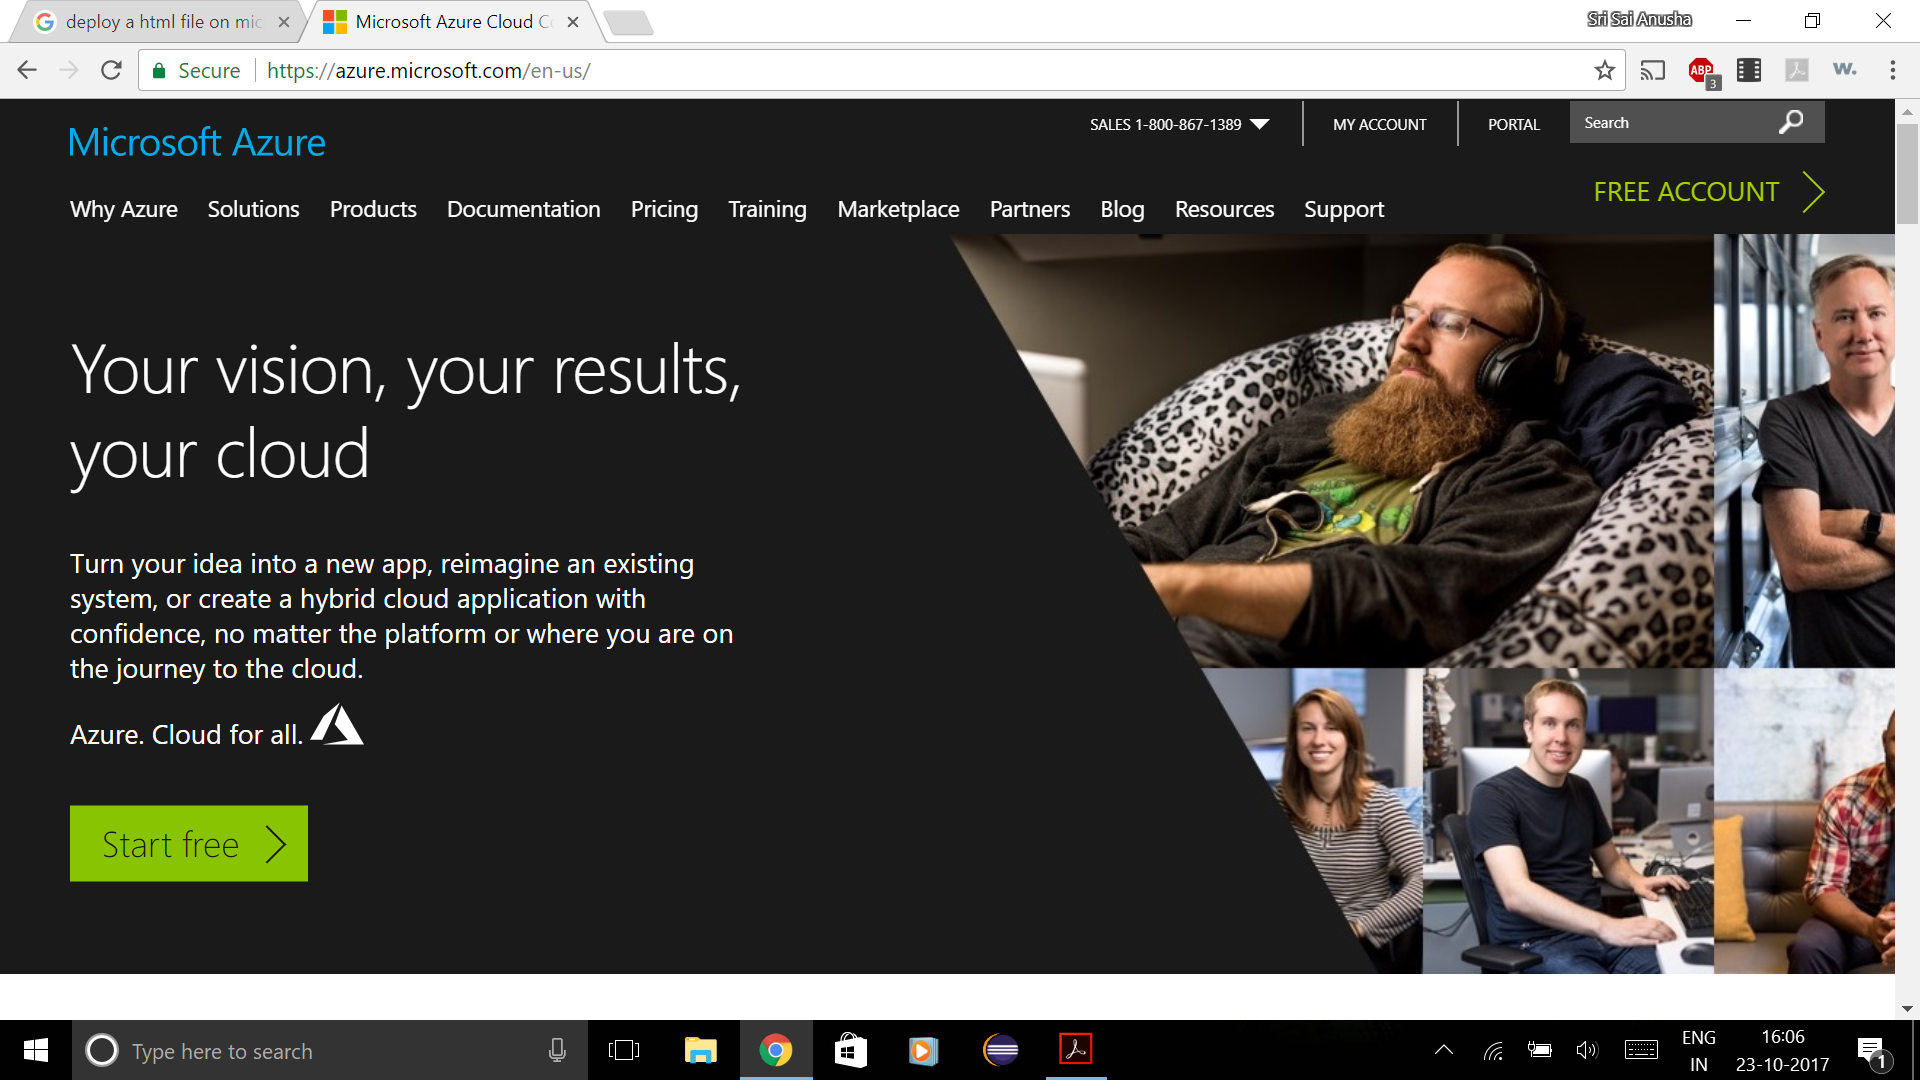 deploy a html file on mic
Microsoft Azure Cloud Co
Sri Sai Anusha
Secure
https://azure.microsoft.com/en-us/
ABP
3
w.
Microsoft Azure
SALES 1-800-867-1389
MY ACCOUNT
PORTAL
Search
FREE ACCOUNT
Why Azure Solutions Products Documentation Pricing Training Marketplace Partners Blog Resources Support
Your vision, your results,
your cloud
Turn your idea into a new app, reimagine an existing
system, or create a hybrid cloud application with
confidence, no matter the platform or where you are on
the journey to the cloud.
Azure. Cloud for all.
Start free
Type here to search
ENG
IN
16:06
23-10-2017
1